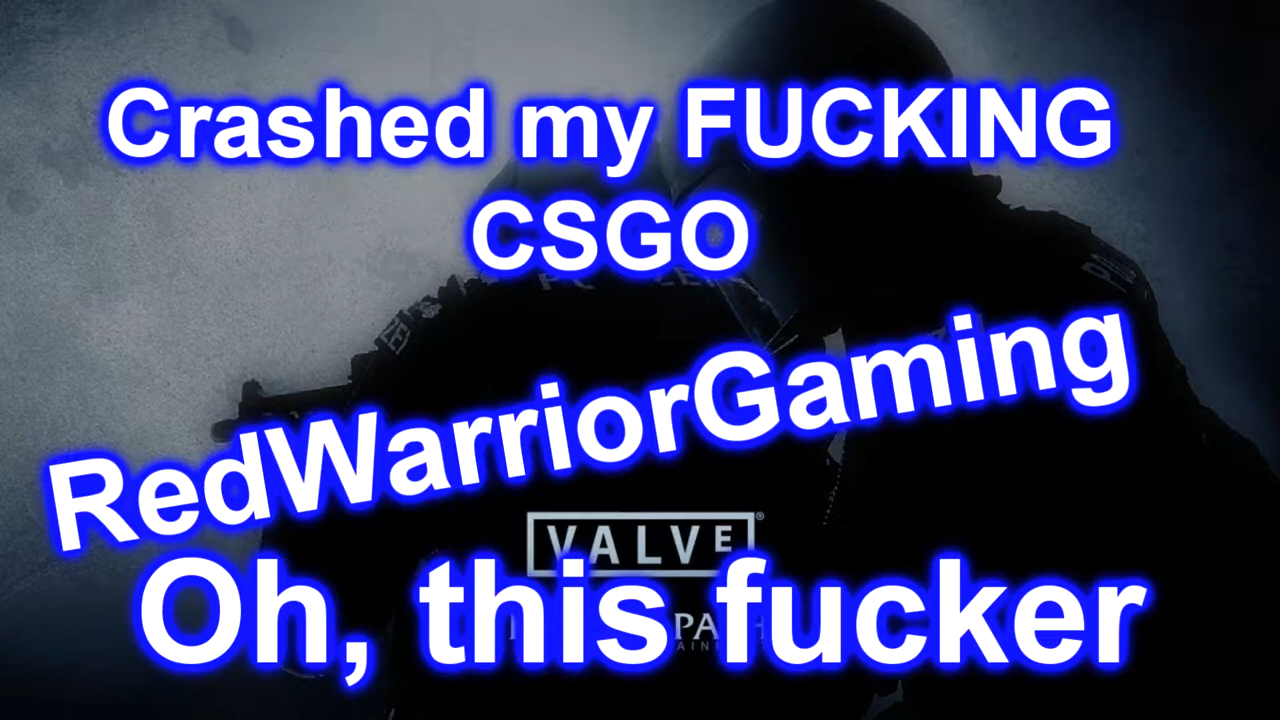 Crashed my FUCKING
CSGO
RedWarriorGaming
VALVE®
Oh, this fucker